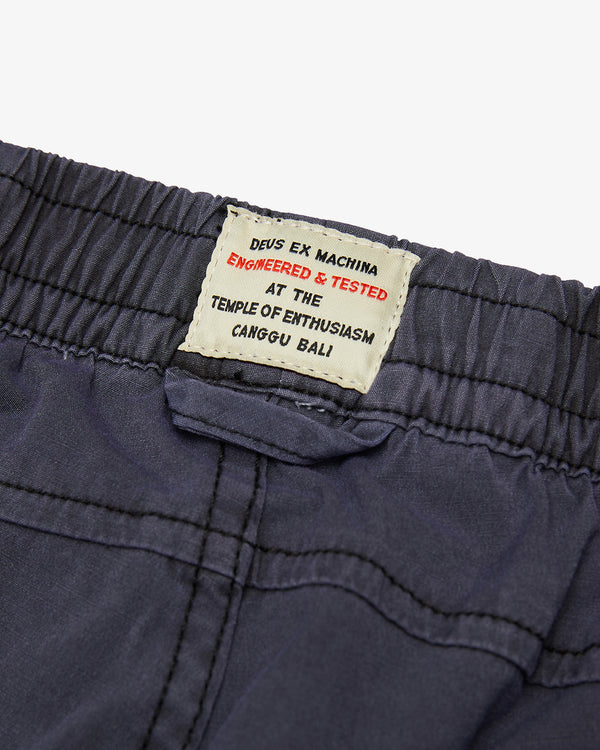 DEUS EX MACHINA
ENGINEERED & TESTED
AT THE
TEMPLE OF ENTHUSIASM
CANGGU BALI